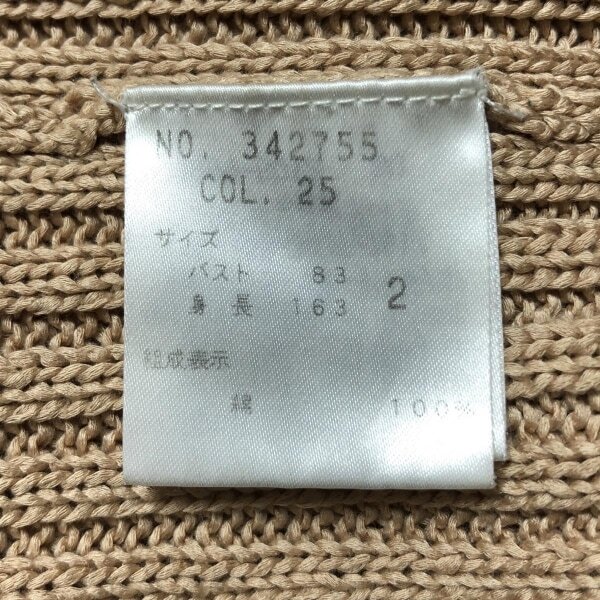 NO. 342755
COL. 25
サイズ
バスト 83
身長 163 2
組成表示
綿 100%